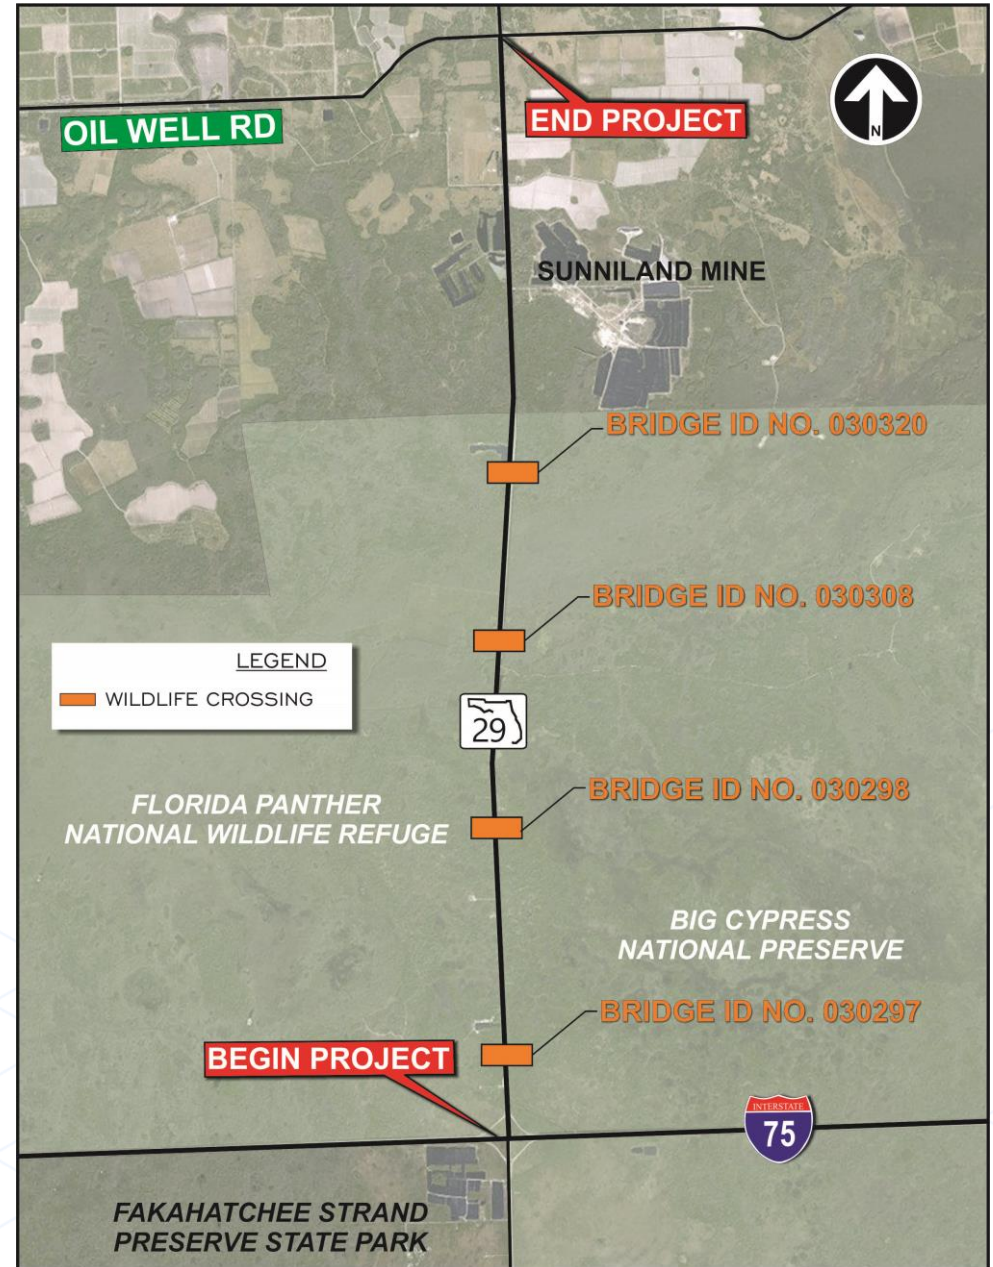 OIL WELL RD
END PROJECT
N
SUNNILAND MINE
BRIDGE ID NO. 030320
BRIDGE ID NO. 030308
LEGEND
WILDLIFE CROSSING
29
BRIDGE ID NO. 030298
FLORIDA PANTHER
NATIONAL WILDLIFE REFUGE
BIG CYPRESS
NATIONAL PRESERVE
BRIDGE ID NO. 030297
BEGIN PROJECT
INTERSTATE
75
FAKAHATCHEE STRAND
PRESERVE STATE PARK